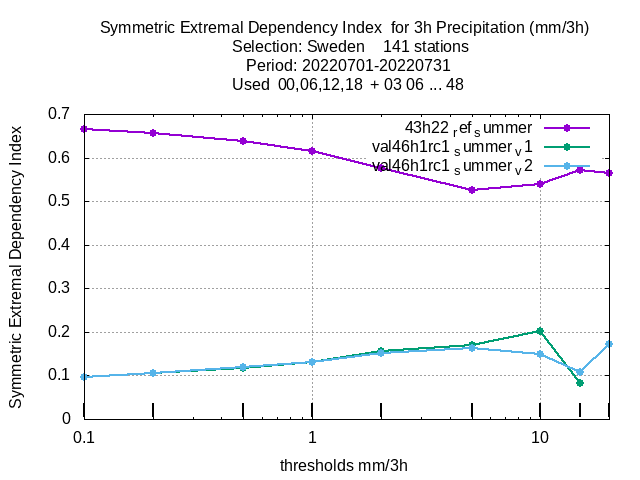 Symmetric Extremal Dependency Index  for 3h Precipitation (mm/3h)
Selection: Sweden    141 stations
Period: 20220701-20220731
Used  00,06,12,18  + 03 06 ... 48
Symmetric Extremal Dependency Index
0.7
0.6
0.5
0.4
0.3
0.2
0.1
0
43h22_ref_summer
val46h1rc1_summer_v1
val46h1rc1_summer_v2
0.1
1
10
thresholds mm/3h